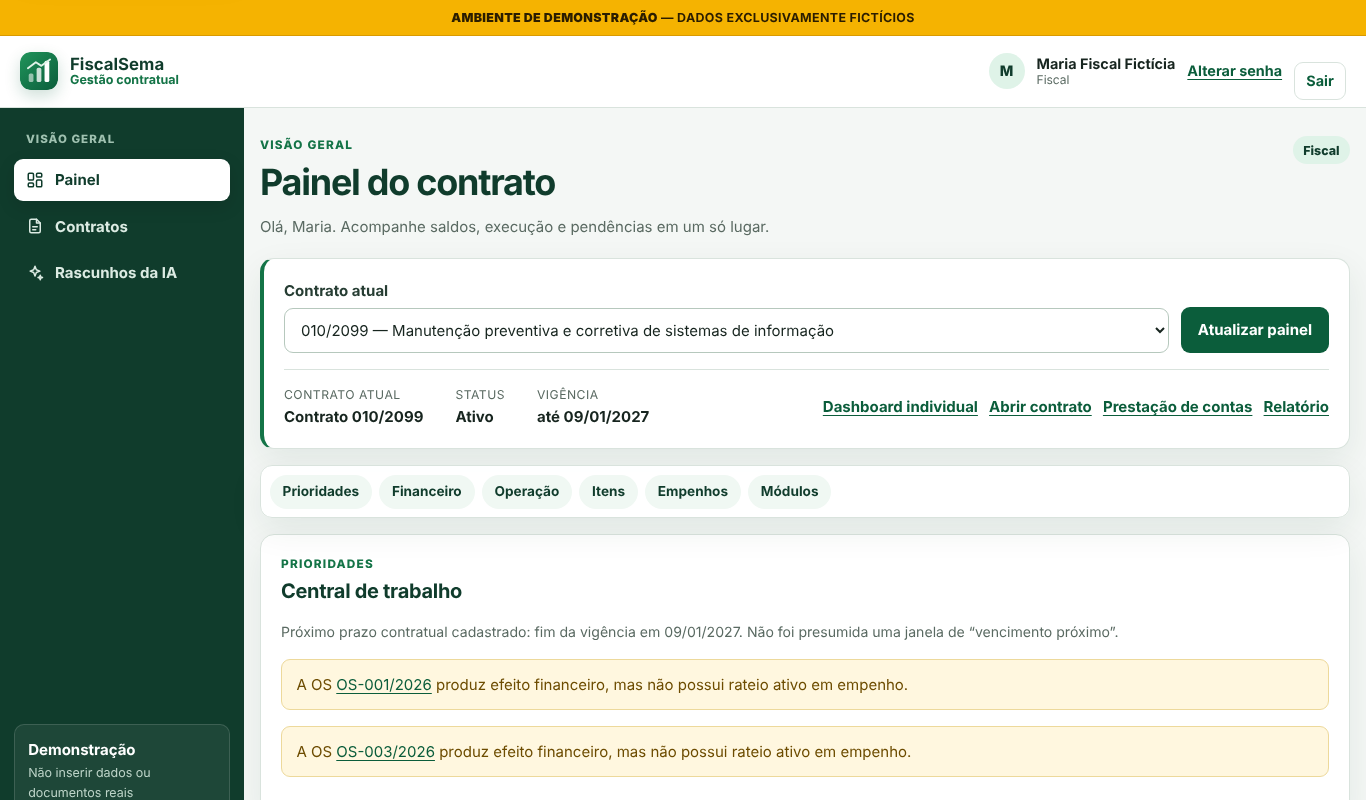 AMBIENTE DE DEMONSTRAÇÃO — DADOS EXCLUSIVAMENTE FICTÍCIOS
FiscalSema
Gestão contratual
M
Maria Fiscal Fictícia
Fiscal
Alterar senha
Sair
VISÃO GERAL
Painel
Contratos
Rascunhos da IA
Demonstração
Não inserir dados ou
documentos reais
VISÃO GERAL
Fiscal
Painel do contrato
Olá, Maria. Acompanhe saldos, execução e pendências em um só lugar.
Contrato atual
010/2099 — Manutenção preventiva e corretiva de sistemas de informação
Atualizar painel
CONTRATO ATUAL
Contrato 010/2099
STATUS
Ativo
VIGÊNCIA
até 09/01/2027
Dashboard individual
Abrir contrato
Prestação de contas
Relatório
Prioridades
Financeiro
Operação
Itens
Empenhos
Módulos
PRIORIDADES
Central de trabalho
Próximo prazo contratual cadastrado: fim da vigência em 09/01/2027. Não foi presumida uma janela de “vencimento próximo”.
A OS OS-001/2026 produz efeito financeiro, mas não possui rateio ativo em empenho.
A OS OS-003/2026 produz efeito financeiro, mas não possui rateio ativo em empenho.